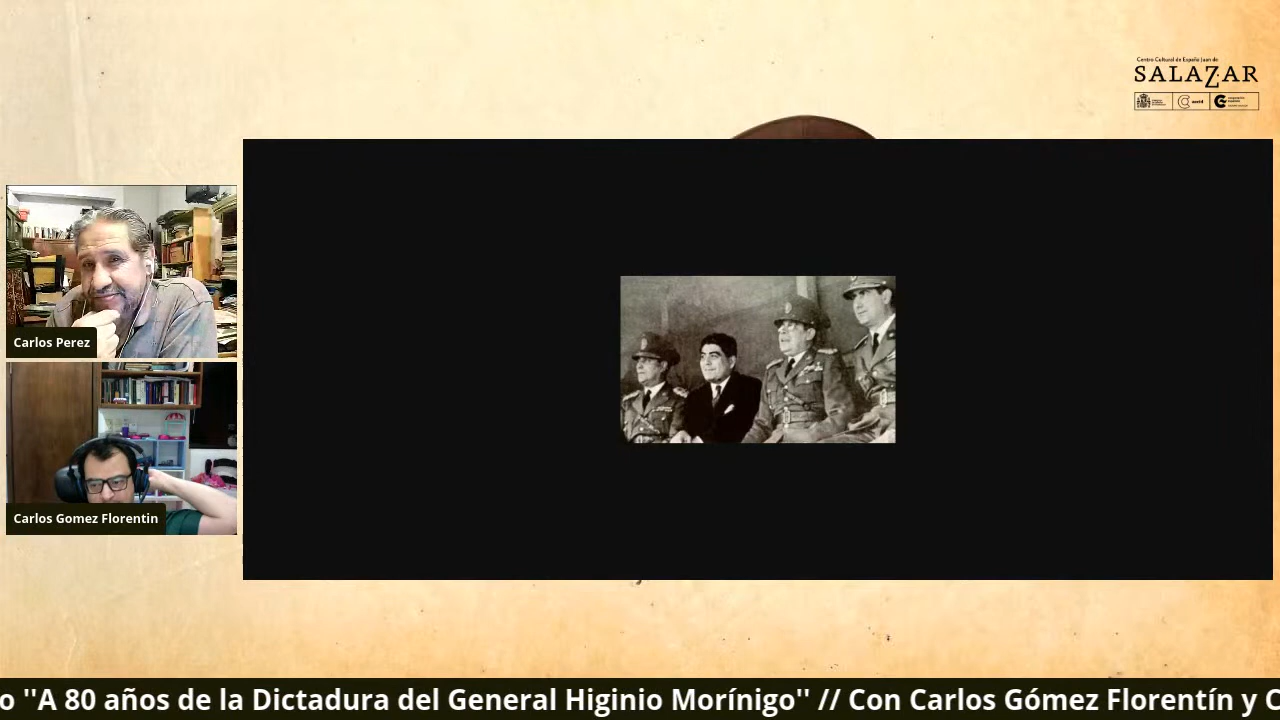 Centro Cultural de España Juan de
SALAZAR
aecid
Carlos Perez
Carlos Gomez Florentin
o "A 80 años de la Dictadura del General Higinio Morínigo" // Con Carlos Gómez Florentín y C